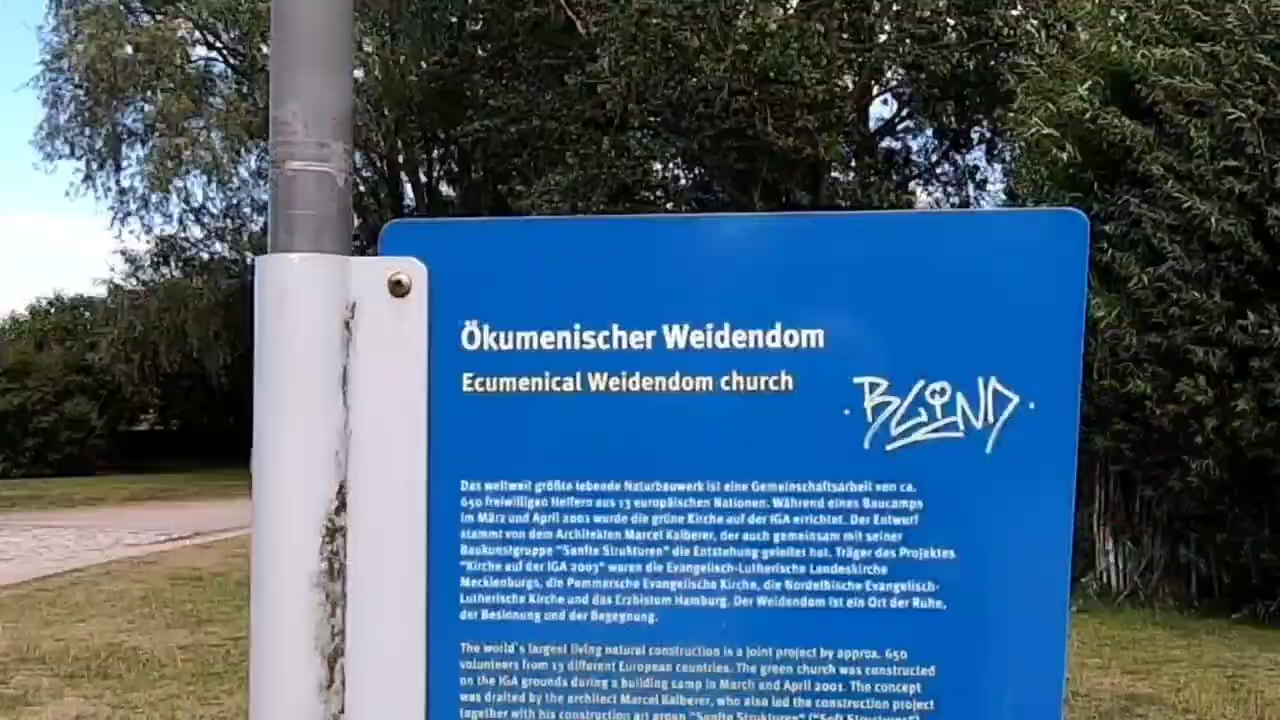 Ökumenischer Weidendom
Ecumenical Weidendom church
BLIND
Das weltweit größte lebende Naturbauwerk ist eine Gemeinschaftsarbeit von ca.
650 freiwilligen Helfern aus 13 europäischen Nationen. Während eines Baucamps
im März und April 2001 wurde die grüne Kirche auf der IGA errichtet. Der Entwurf
stammt von dem Architekten Marcel Kalberer, der auch gemeinsam mit seiner
Baukunstgruppe "Sanfte Strukturen" die Entstehung geleitet hat. Träger des Projektes
"Kirche auf der IGA 2003" waren die Evangelisch-Lutherische Landeskirche
Mecklenburgs, die Pommersche Evangelische Kirche, die Nordelbische Evangelisch-
Lutherische Kirche und das Erzbistum Hamburg. Der Weidendom ist ein Ort der Ruhe,
der Besinnung und der Begegnung.
The world's largest living natural construction is a joint project by approx. 650
volunteers from 13 different European countries. The green church was constructed
on the IGA grounds during a building camp in March and April 2001. The concept
was drafted by the architect Marcel Kalberer, who also led the construction project
together with his construction art group "Sanfte Strukturen" ("Soft Structures").